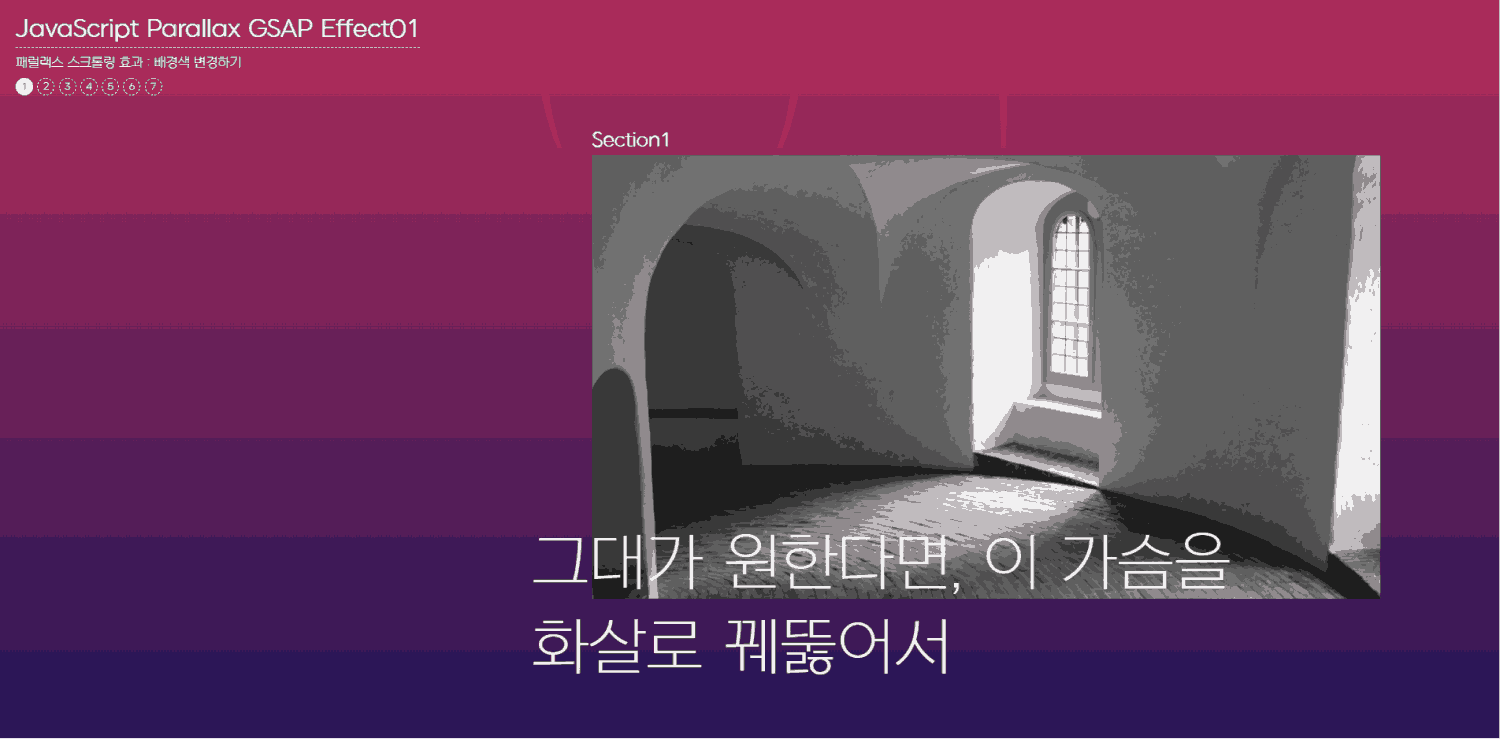 JavaScript Parallax GSAP Effect01
패럴랙스 스크롤링 효과 : 배경색 변경하기
1 2 3 4 5 6 7
Section1
그대가 원한다면, 이 가슴을
화살로 꿰뚫어서